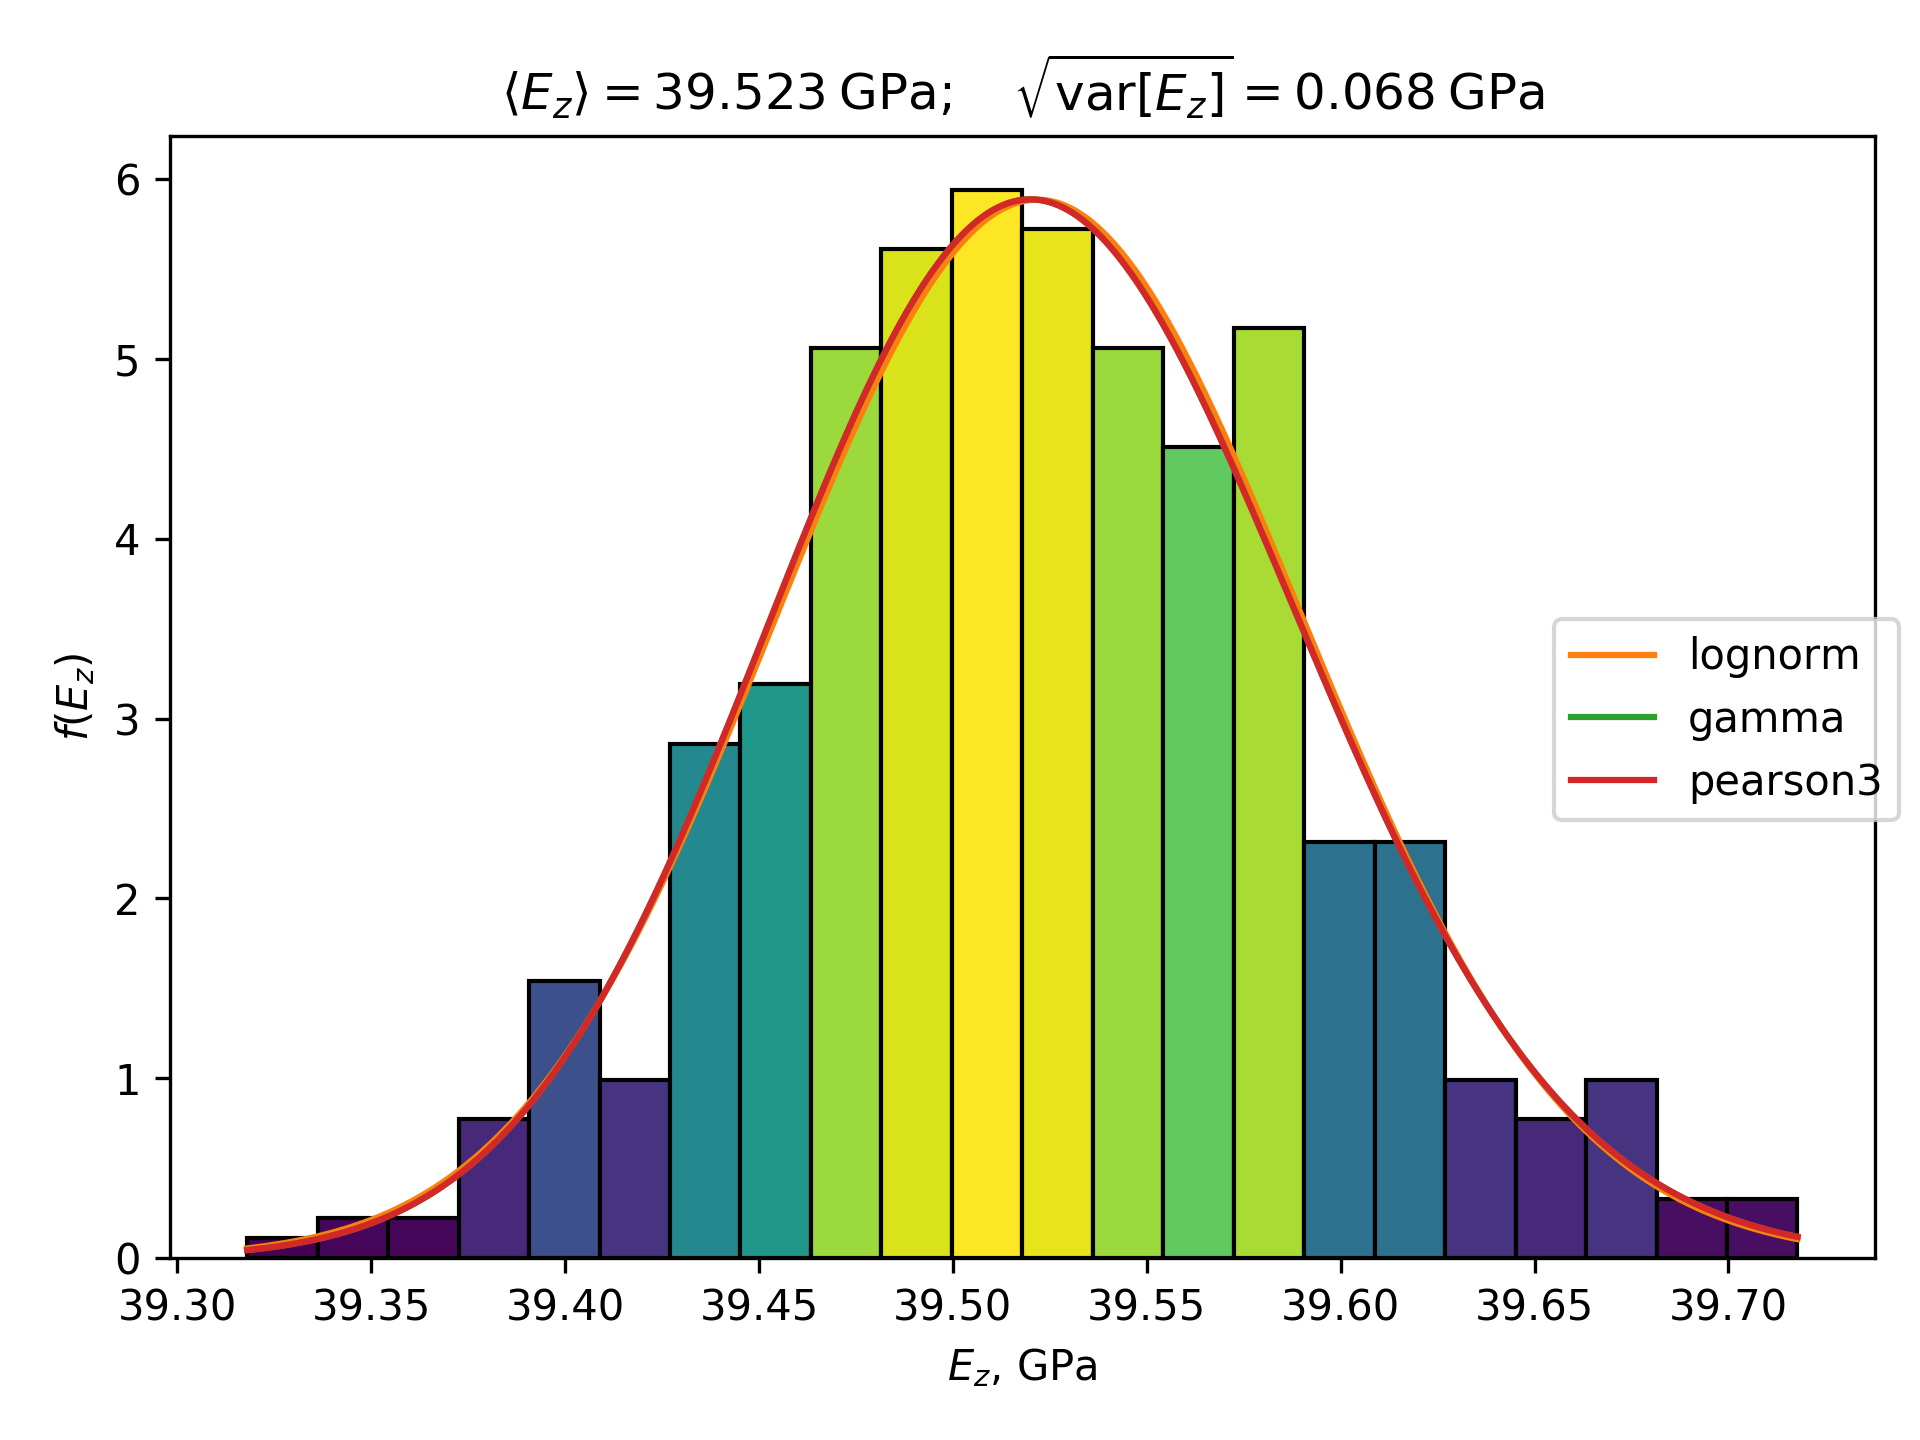 ⟨E_z⟩ = 39.523 GPa; √var[E_z] = 0.068 GPa
6
5
4
3
2
1
0
f(E_z)
lognorm
gamma
pearson3
39.30 39.35 39.40 39.45 39.50 39.55 39.60 39.65 39.70
E_z, GPa